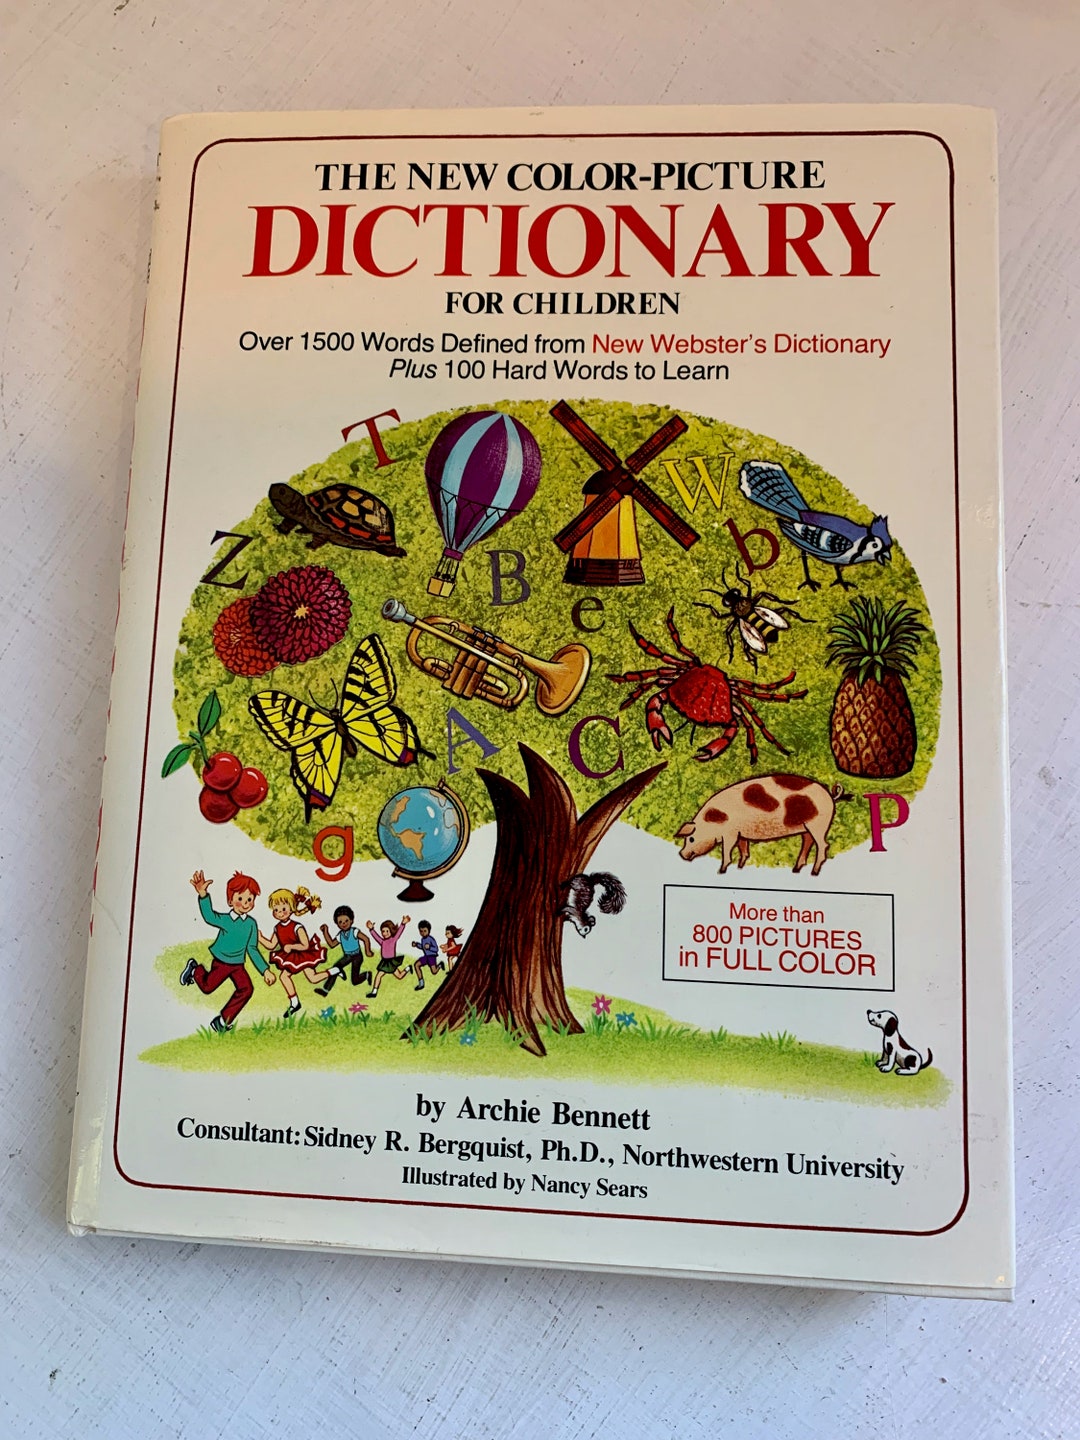 THE NEW COLOR-PICTURE
DICTIONARY
FOR CHILDREN
Over 1500 Words Defined from New Webster's Dictionary
Plus 100 Hard Words to Learn
T
W
b
Z
B
e
A
C
g
P
More than
800 PICTURES
in FULL COLOR
by Archie Bennett
Consultant: Sidney R. Bergquist, Ph.D., Northwestern University
Illustrated by Nancy Sears